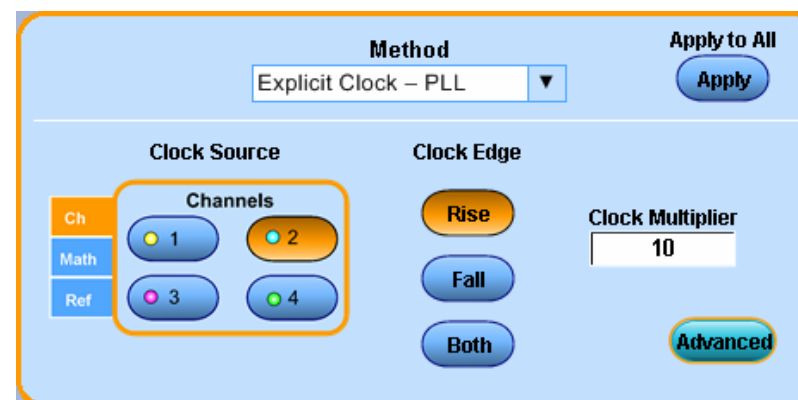 Method
Explicit Clock – PLL
Apply to All
Apply
Clock Source
Ch
Math
Ref
Channels
1
2
3
4
Clock Edge
Rise
Fall
Both
Clock Multiplier
10
Advanced